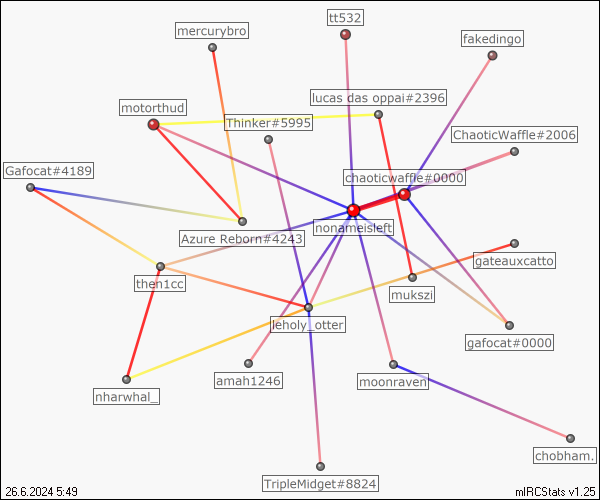 tt532
mercurybro
fakedingo
lucas das oppai#2396
motorthud
Thinker#5995
ChaoticWaffle#2006
Gafocat#4189
chaoticwaffle#0000
nonameisleft
Azure Reborn#4243
gateauxcatto
then1cc
mukszi
leholy_otter
gafocat#0000
amah1246
moonraven
nharwhal_
chobham.
TripleMidget#8824
26.6.2024 5:49
mIRCStats v1.25